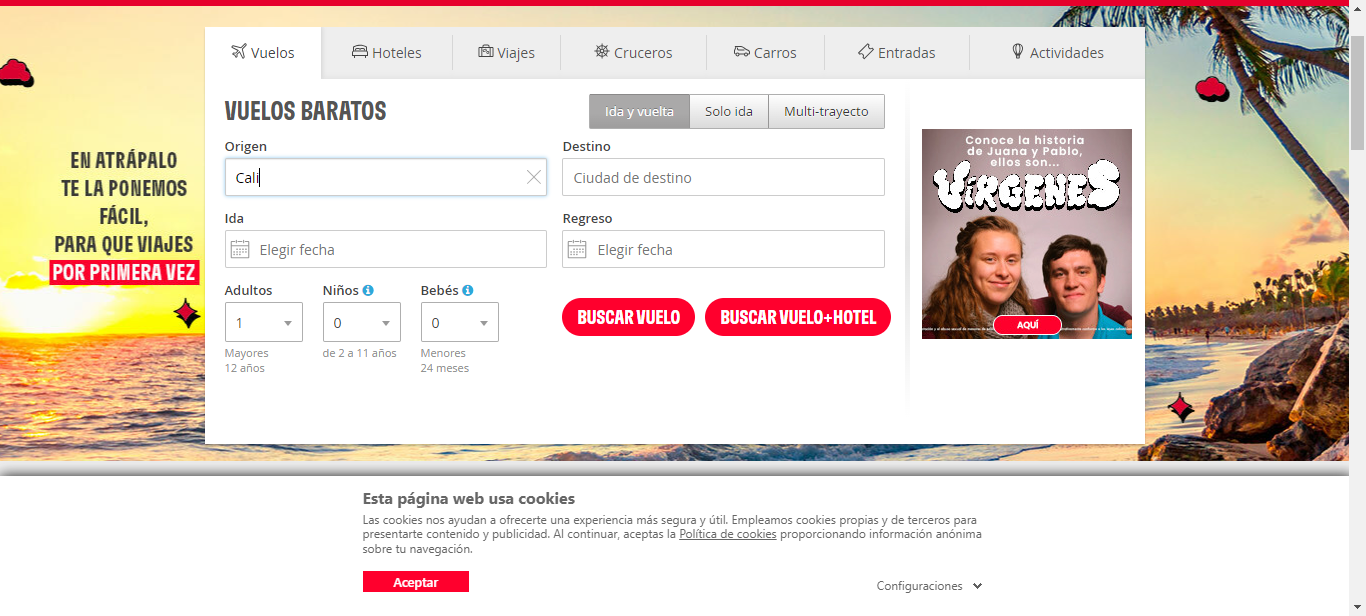 Vuelos
Hoteles
Viajes
Cruceros
Carros
Entradas
Actividades
EN ATRÁPALO
TE LA PONEMOS
FÁCIL,
PARA QUE VIAJES
POR PRIMERA VEZ
VUELOS BARATOS
Ida y vuelta
Solo ida
Multi-trayecto
Origen
Destino
Cali
Ciudad de destino
Ida
Regreso
Elegir fecha
Elegir fecha
Adultos
Niños
Bebés
1
0
0
Mayores
12 años
de 2 a 11 años
Menores
24 meses
BUSCAR VUELO
BUSCAR VUELO+HOTEL
Conoce la historia
de Juana y Pablo,
ellos son...
VÍRGENES
AQUÍ
Esta página web usa cookies
Las cookies nos ayudan a ofrecerte una experiencia más segura y útil. Empleamos cookies propias y de terceros para
presentarte contenido y publicidad. Al continuar, aceptas la Política de cookies proporcionando información anónima
sobre tu navegación.
Aceptar
Configuraciones